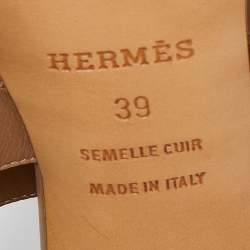 HERMÈS
39
SEMELLE CUIR
MADE IN ITALY